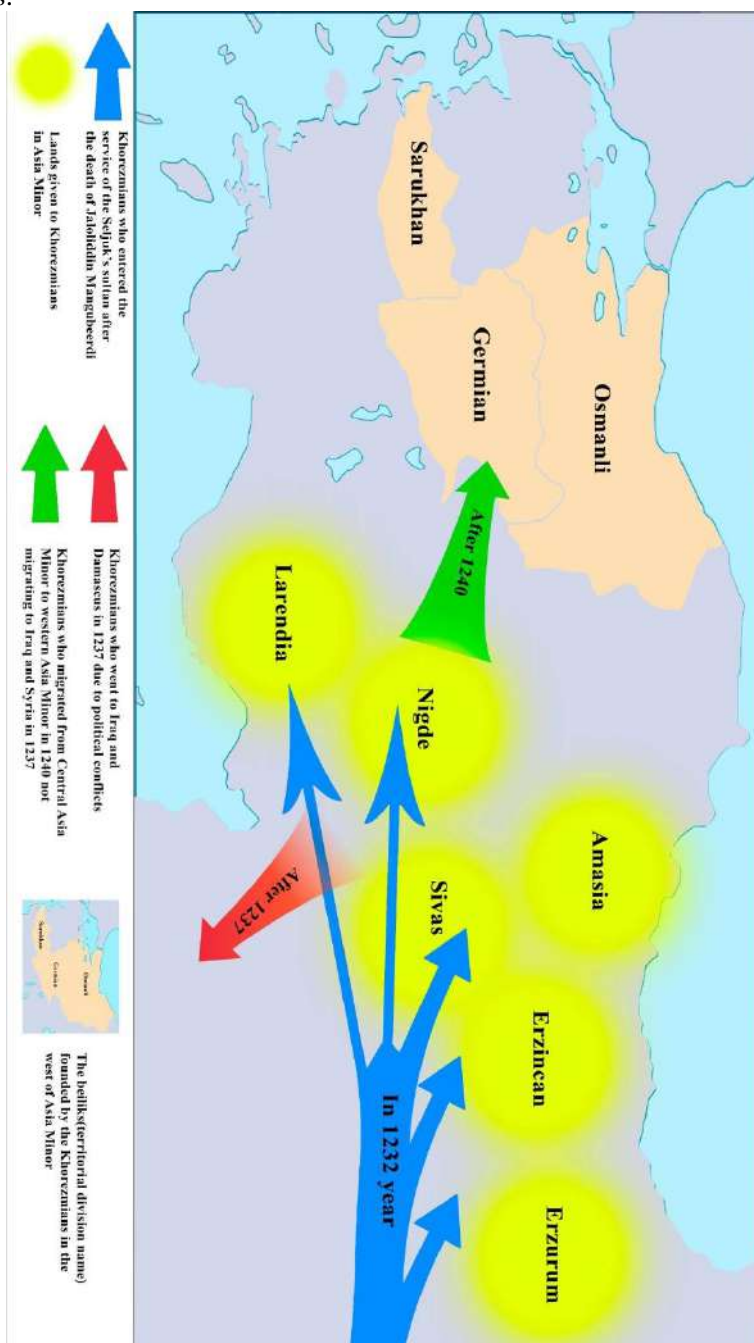 s.
Sarukhan
Germian
Osmanli
After 1240
Larendia
Nigde
Amasia
Sivas
After 1237
Erzincan
In 1232 year
Erzurum
Khorezmians who entered the
service of the Seljuk's sultan after
the death of Jaloliddin Mangubeerdi
Lands given to Khorezmians
in Asia Minor
Khorezmians who went to Iraq and
Damascus in 1237 due to political conflicts
Khorezmians who migrated from Central Asia
Minor to western Asia Minor in 1240 not
migrating to Iraq and Syria in 1237
Sarukhan
Germian
Osmanli
The beiliks(territorial division name)
founded by the Khorezmians in the
west of Asia Minor